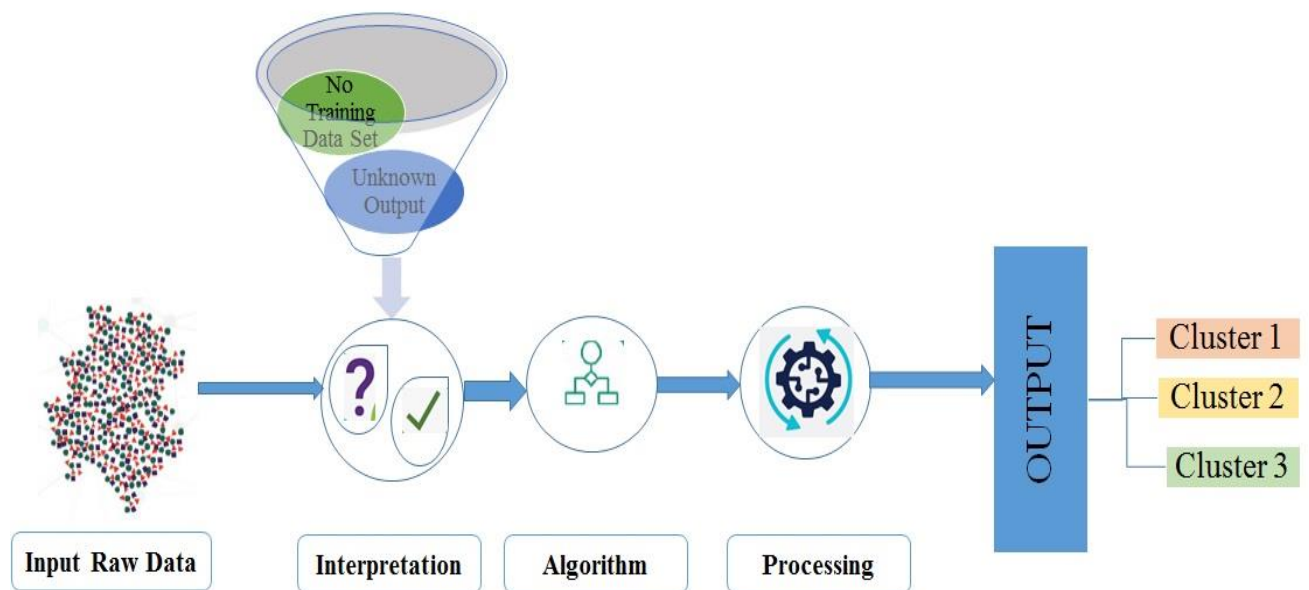 No
Training
Data Set
Unknown
Output
?
OUTPUT
Cluster 1
Cluster 2
Cluster 3
Input Raw Data
Interpretation
Algorithm
Processing